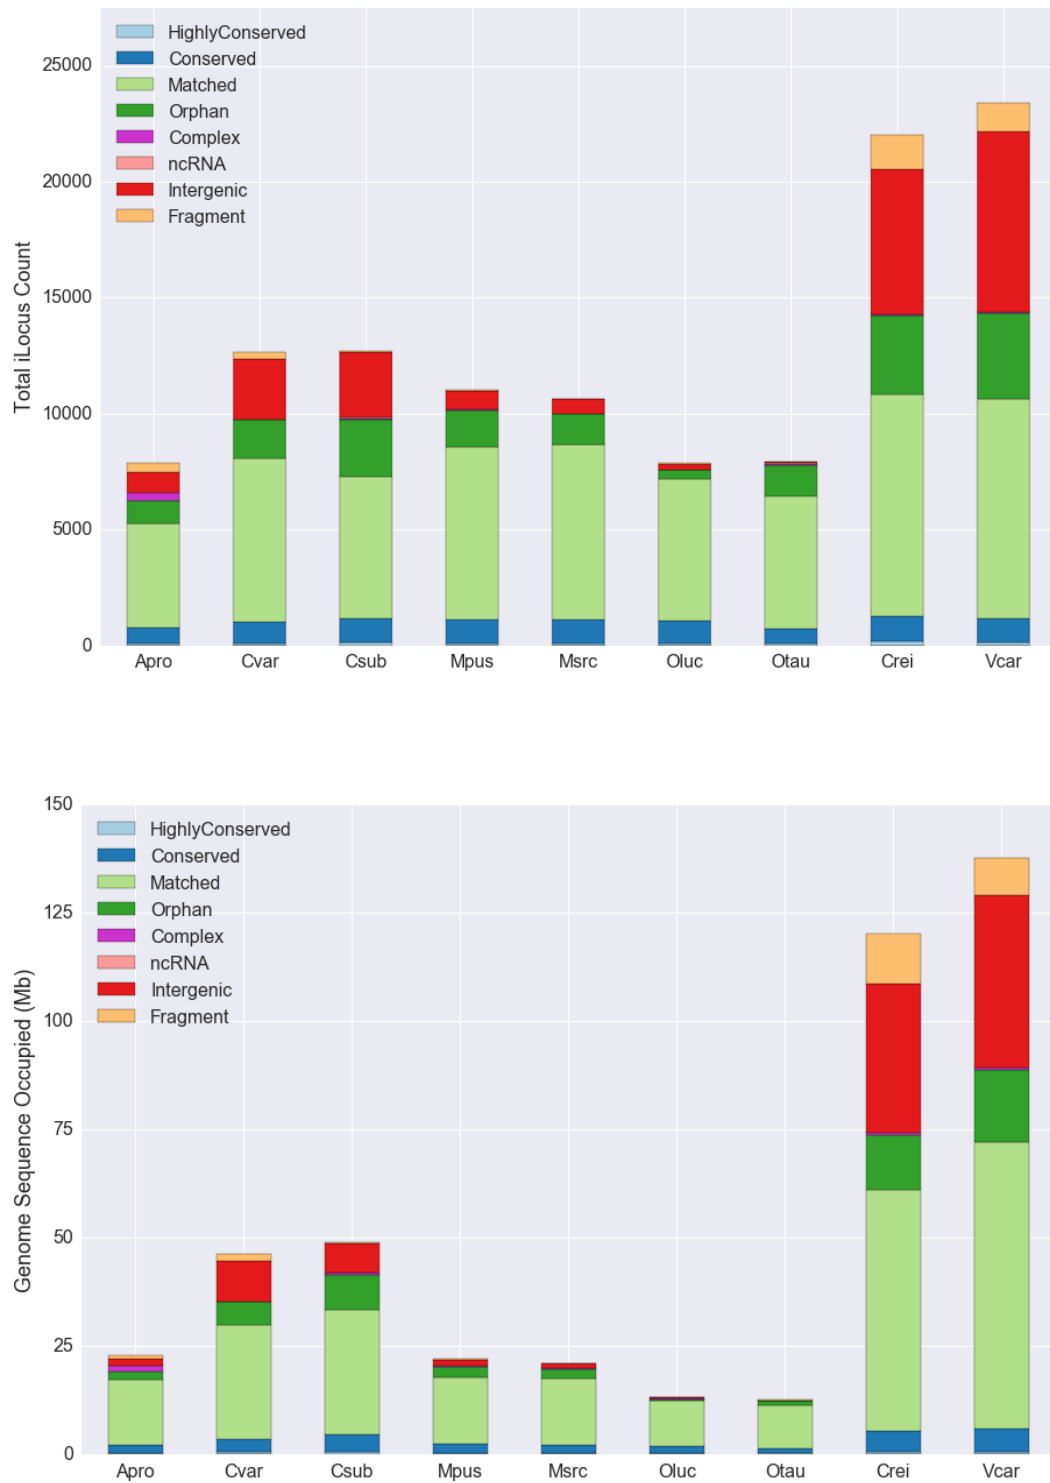 HighlyConserved
Conserved
Matched
Orphan
Complex
ncRNA
Intergenic
Fragment
Total iLocus Count
25000
20000
15000
10000
5000
0
Apro Cvar Csub Mpus Msrc Oluc Otau Crei Vcar
HighlyConserved
Conserved
Matched
Orphan
Complex
ncRNA
Intergenic
Fragment
Genome Sequence Occupied (Mb)
150
125
100
75
50
25
0
Apro Cvar Csub Mpus Msrc Oluc Otau Crei Vcar